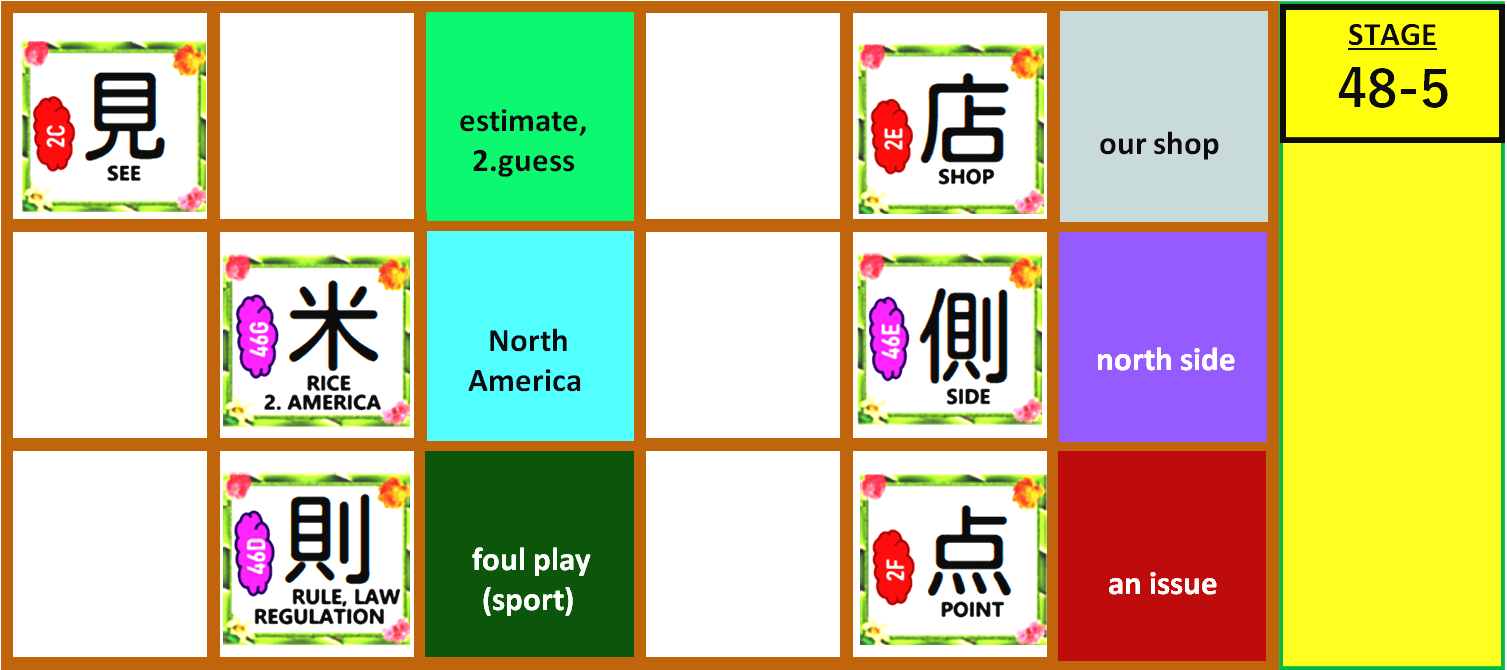 2C
見
SEE
estimate,
2.guess
2E
店
SHOP
our shop
STAGE
48-5
46G
米
RICE
2. AMERICA
North
America
46E
側
SIDE
north side
46D
則
RULE, LAW
REGULATION
foul play
(sport)
2F
点
POINT
an issue